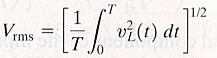 V_rms = [ 1/T ∫_0^T v_L^2(t) dt ]^{1/2}